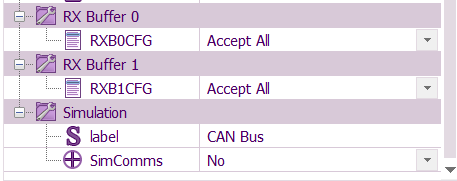 RX Buffer 0
RXB0CFG Accept All
RX Buffer 1
RXB1CFG Accept All
Simulation
label CAN Bus
SimComms No